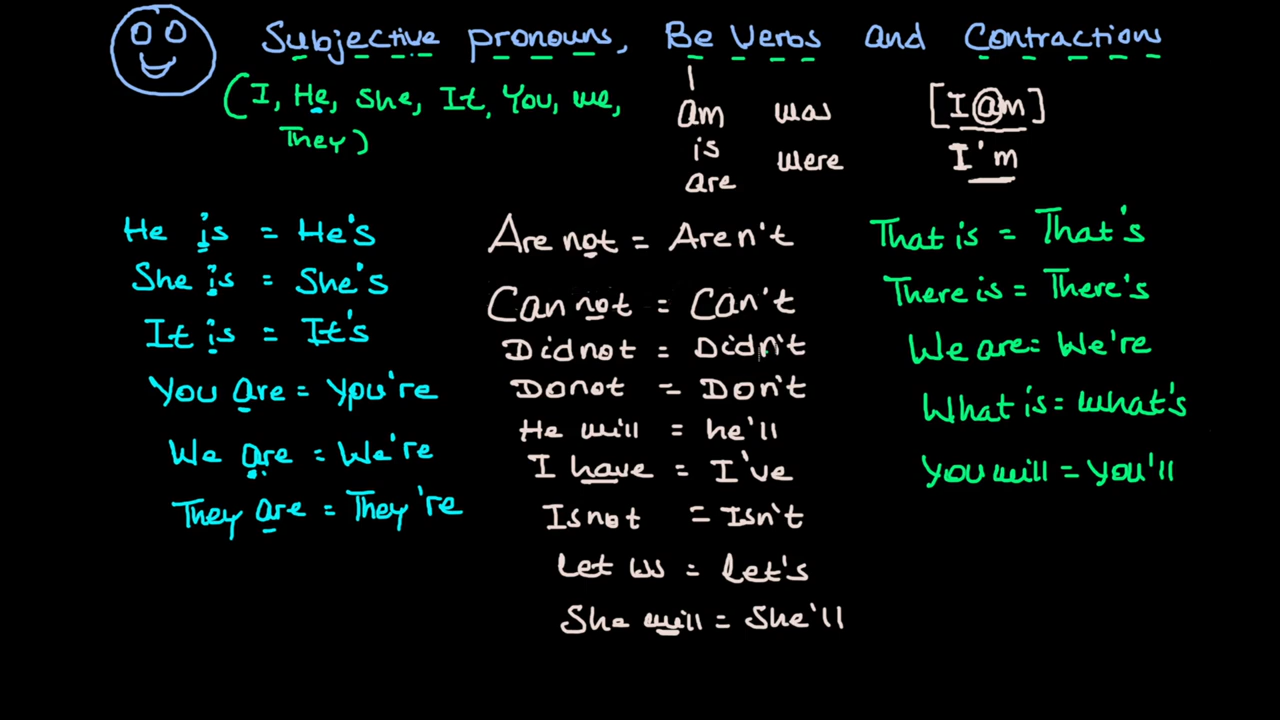 Subjective pronouns, Be Verbs and Contractions
(I, He, She, It, You, we,
They)
am was
is were
are
[I am]
I'm
He is = He's
She is = She's
It is = It's
You are = You're
We are = We're
They are = They're
Are not = Aren't
Can not = Can't
Did not = Didn't
Do not = Don't
He will = he'll
I have = I've
Is not = Isn't
Let us = Let's
She will = She'll
That is = That's
There is = There's
We are = We're
What is = What's
You will = You'll